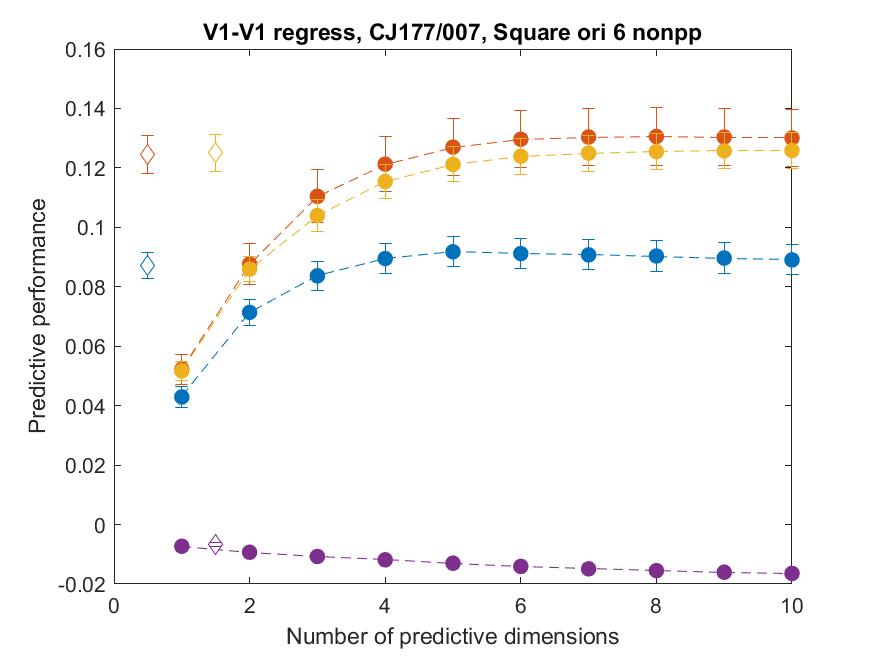 V1-V1 regress, CJ177/007, Square ori 6 nonpp
0.16
0.14
0.12
0.1
0.08
0.06
0.04
0.02
0
-0.02
Predictive performance
0 2 4 6 8 10
Number of predictive dimensions